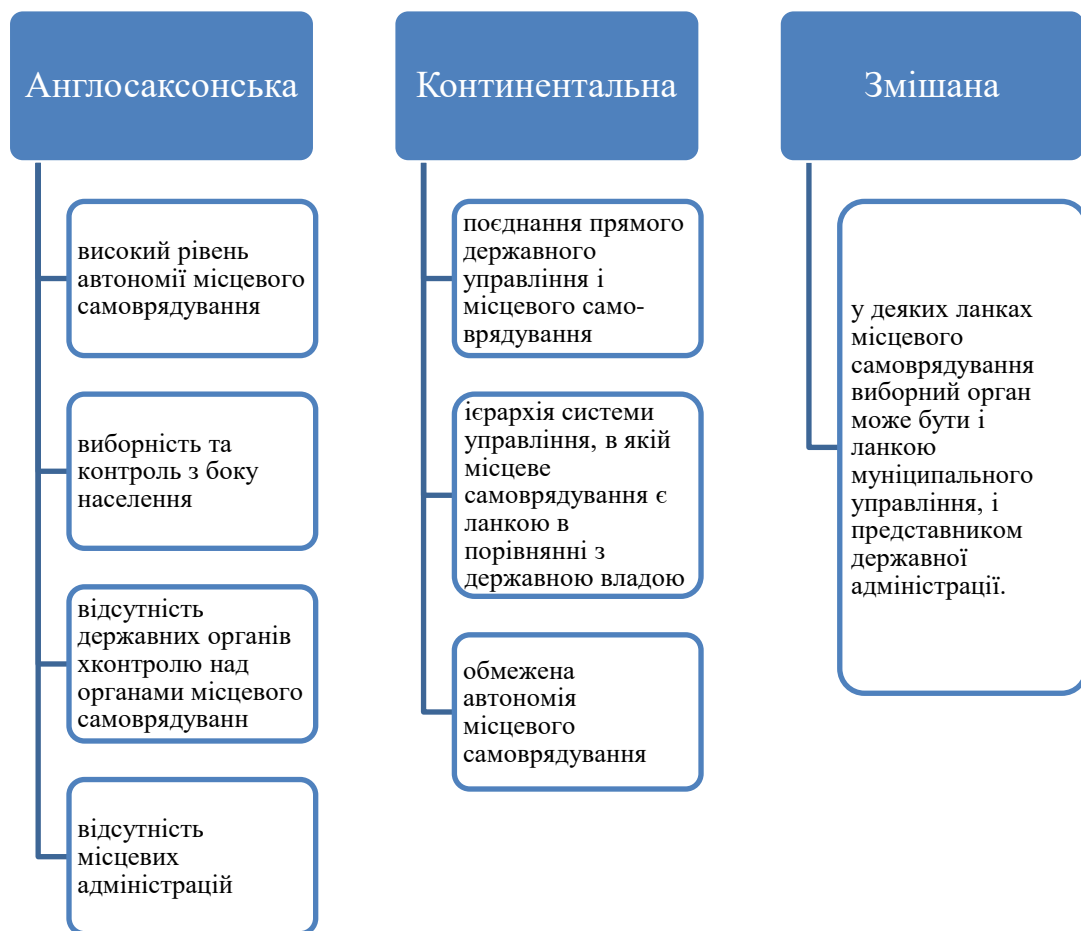 Англосаксонська
високий рівень
автономії місцевого
самоврядування
виборність та
контроль з боку
населення
відсутність
державних органів
хконтролю над
органами місцевого
самоврядуванн
відсутність
місцевих
адміністрацій
Континентальна
поєднання прямого
державного
управління і
місцевого само-
врядування
ієрархія системи
управління, в якій
місцеве
самоврядування є
ланкою в
порівнянні з
державною владою
обмежена
автономія
місцевого
самоврядування
Змішана
у деяких ланках
місцевого
самоврядування
виборний орган
може бути і
ланкою
муніципального
управління, і
представником
державної
адміністрації.